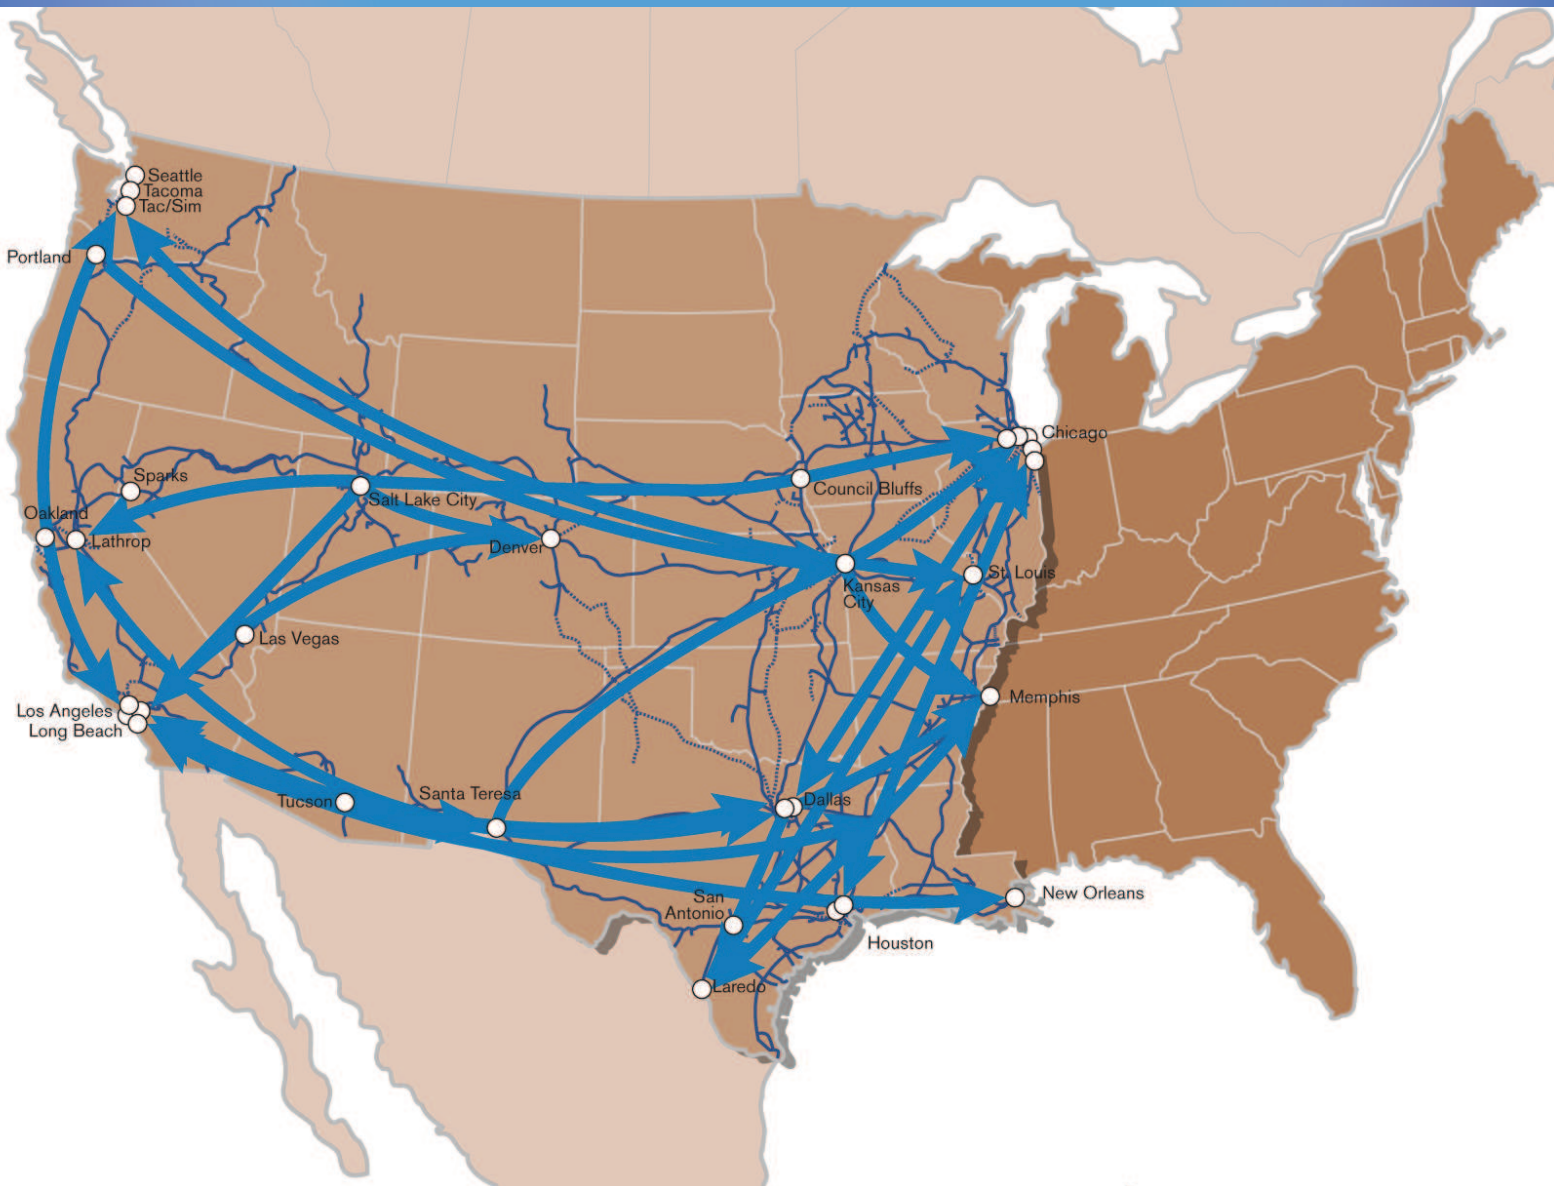 Seattle
Tacoma
Tac/Sim
Portland
Chicago
Sparks
Council Bluffs
Salt Lake City
Oakland
Lathrop
Denver
St. Louis
Kansas
City
Las Vegas
Memphis
Los Angeles
Long Beach
Santa Teresa
Tucson
Dallas
San
Antonio
New Orleans
Houston
Laredo